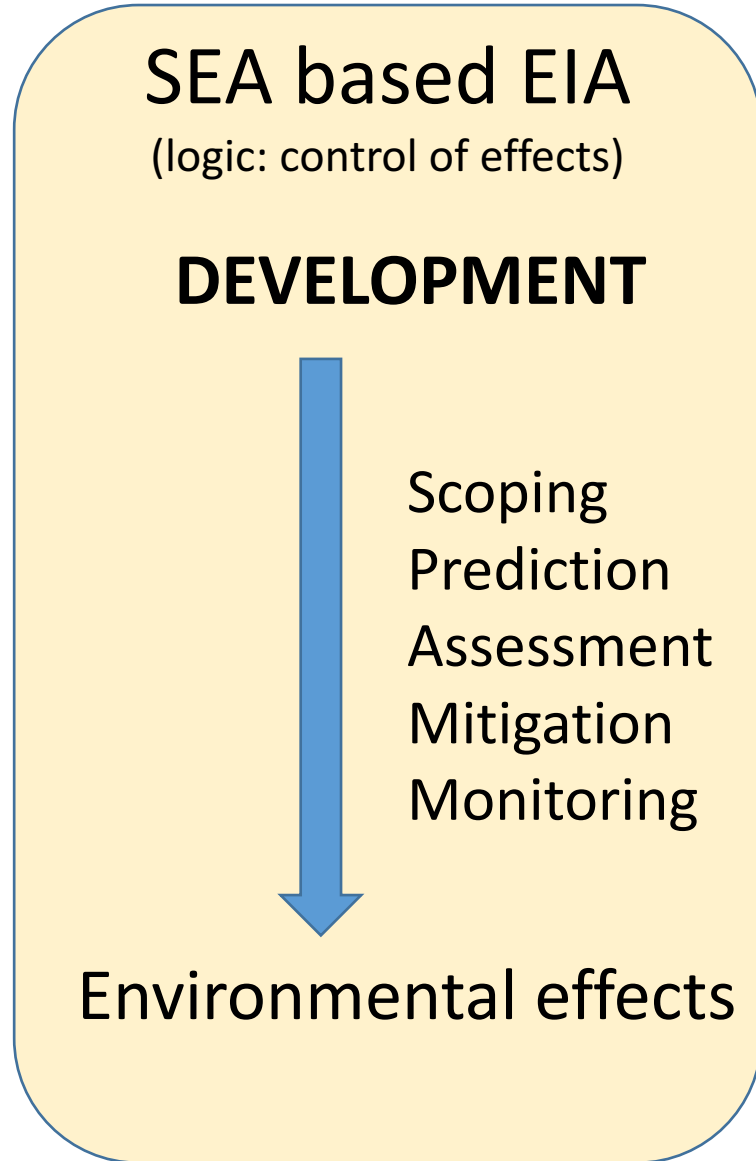 SEA based EIA
(logic: control of effects)
DEVELOPMENT
Scoping
Prediction
Assessment
Mitigation
Monitoring
Environmental effects